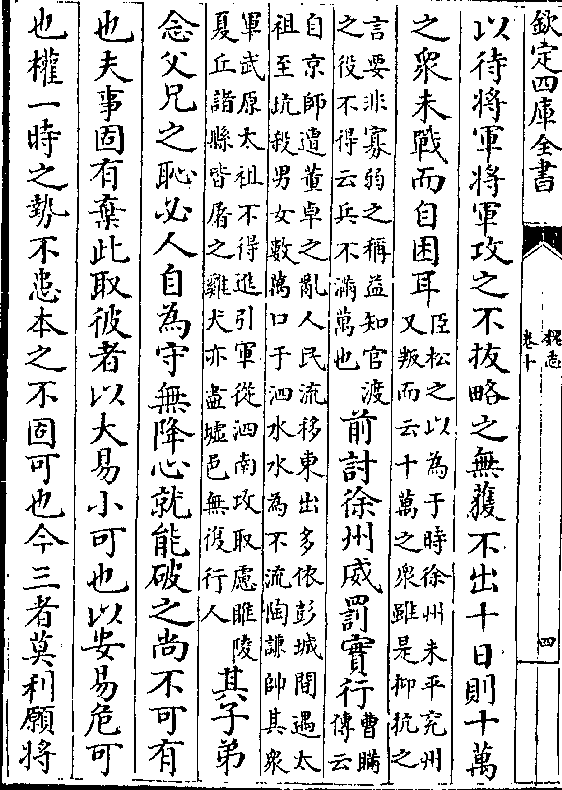 欽定四庫全書
魏志
卷十
四
以待將軍將軍攻之不拔略之無獲不出十日則十萬
之衆未戰而自困耳
臣松之以為于時徐州未平兖州
又叛而云十萬之衆雖是抑抗之
言要非寡弱之稱益知官渡
之役不得云兵不滿萬也
前討徐州威罰實行
曹瞞
傳云
自京師遭董卓之亂人民流移東出多依彭城間遇太
祖至坑殺男女數萬口于泗水水為不流陶謙帥其衆
軍武原太祖不得進引軍從泗南攻取慮睢陵
夏丘諸縣皆屠之雞犬亦盡墟邑無復行人
其子弟
念父兄之恥必人自為守無降心就能破之尚不可有
也夫事固有棄此取彼者以大易小可也以安易危可
也權一時之勢不患本之不固可也今三者莫利願將